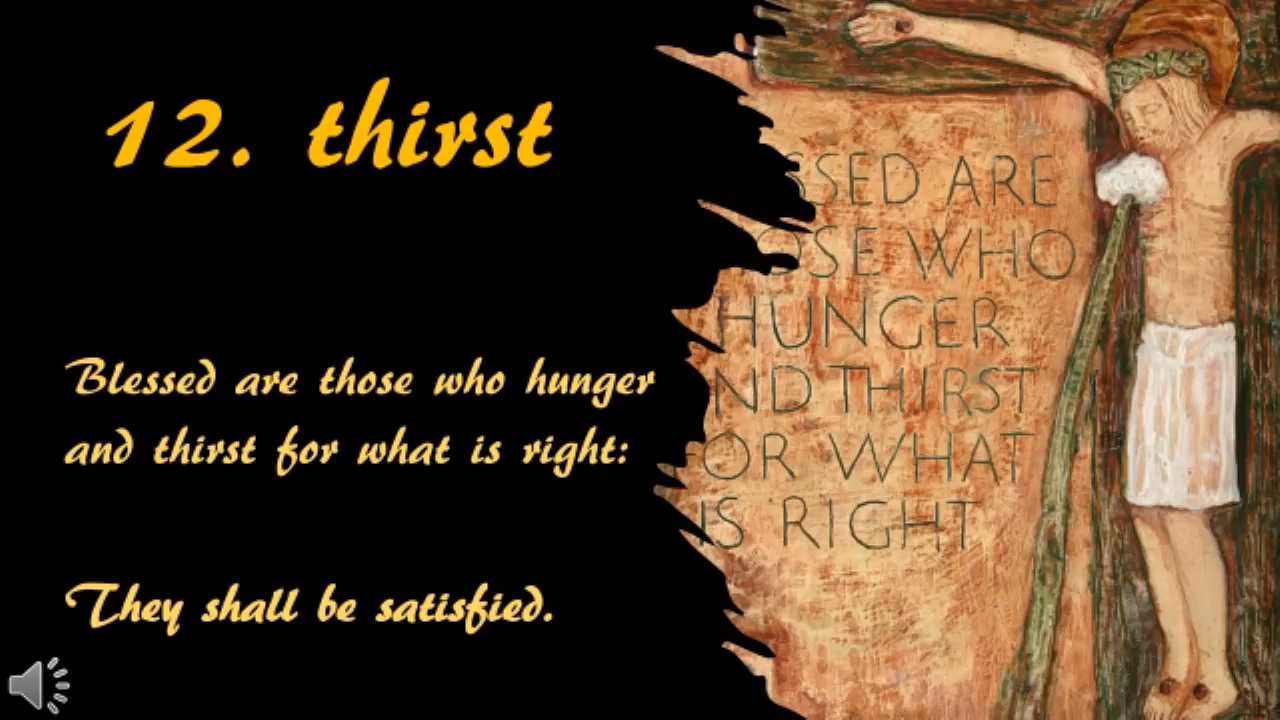 12. thirst
Blessed are those who hunger
and thirst for what is right:
They shall be satisfied.
SSED ARE
OSE WHO
HUNGER
ND THIRST
OR WHAT
IS RIGHT